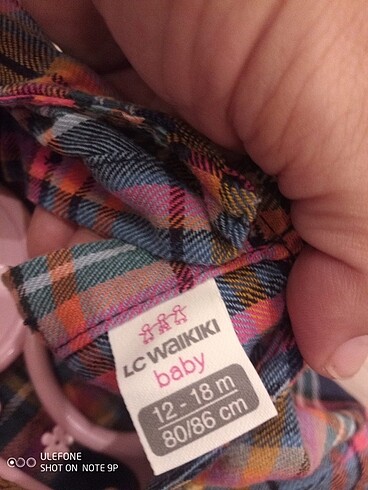 LC WAIKIKI
baby
12 - 18 m
80/86 cm
ULEFONE
SHOT ON NOTE 9P